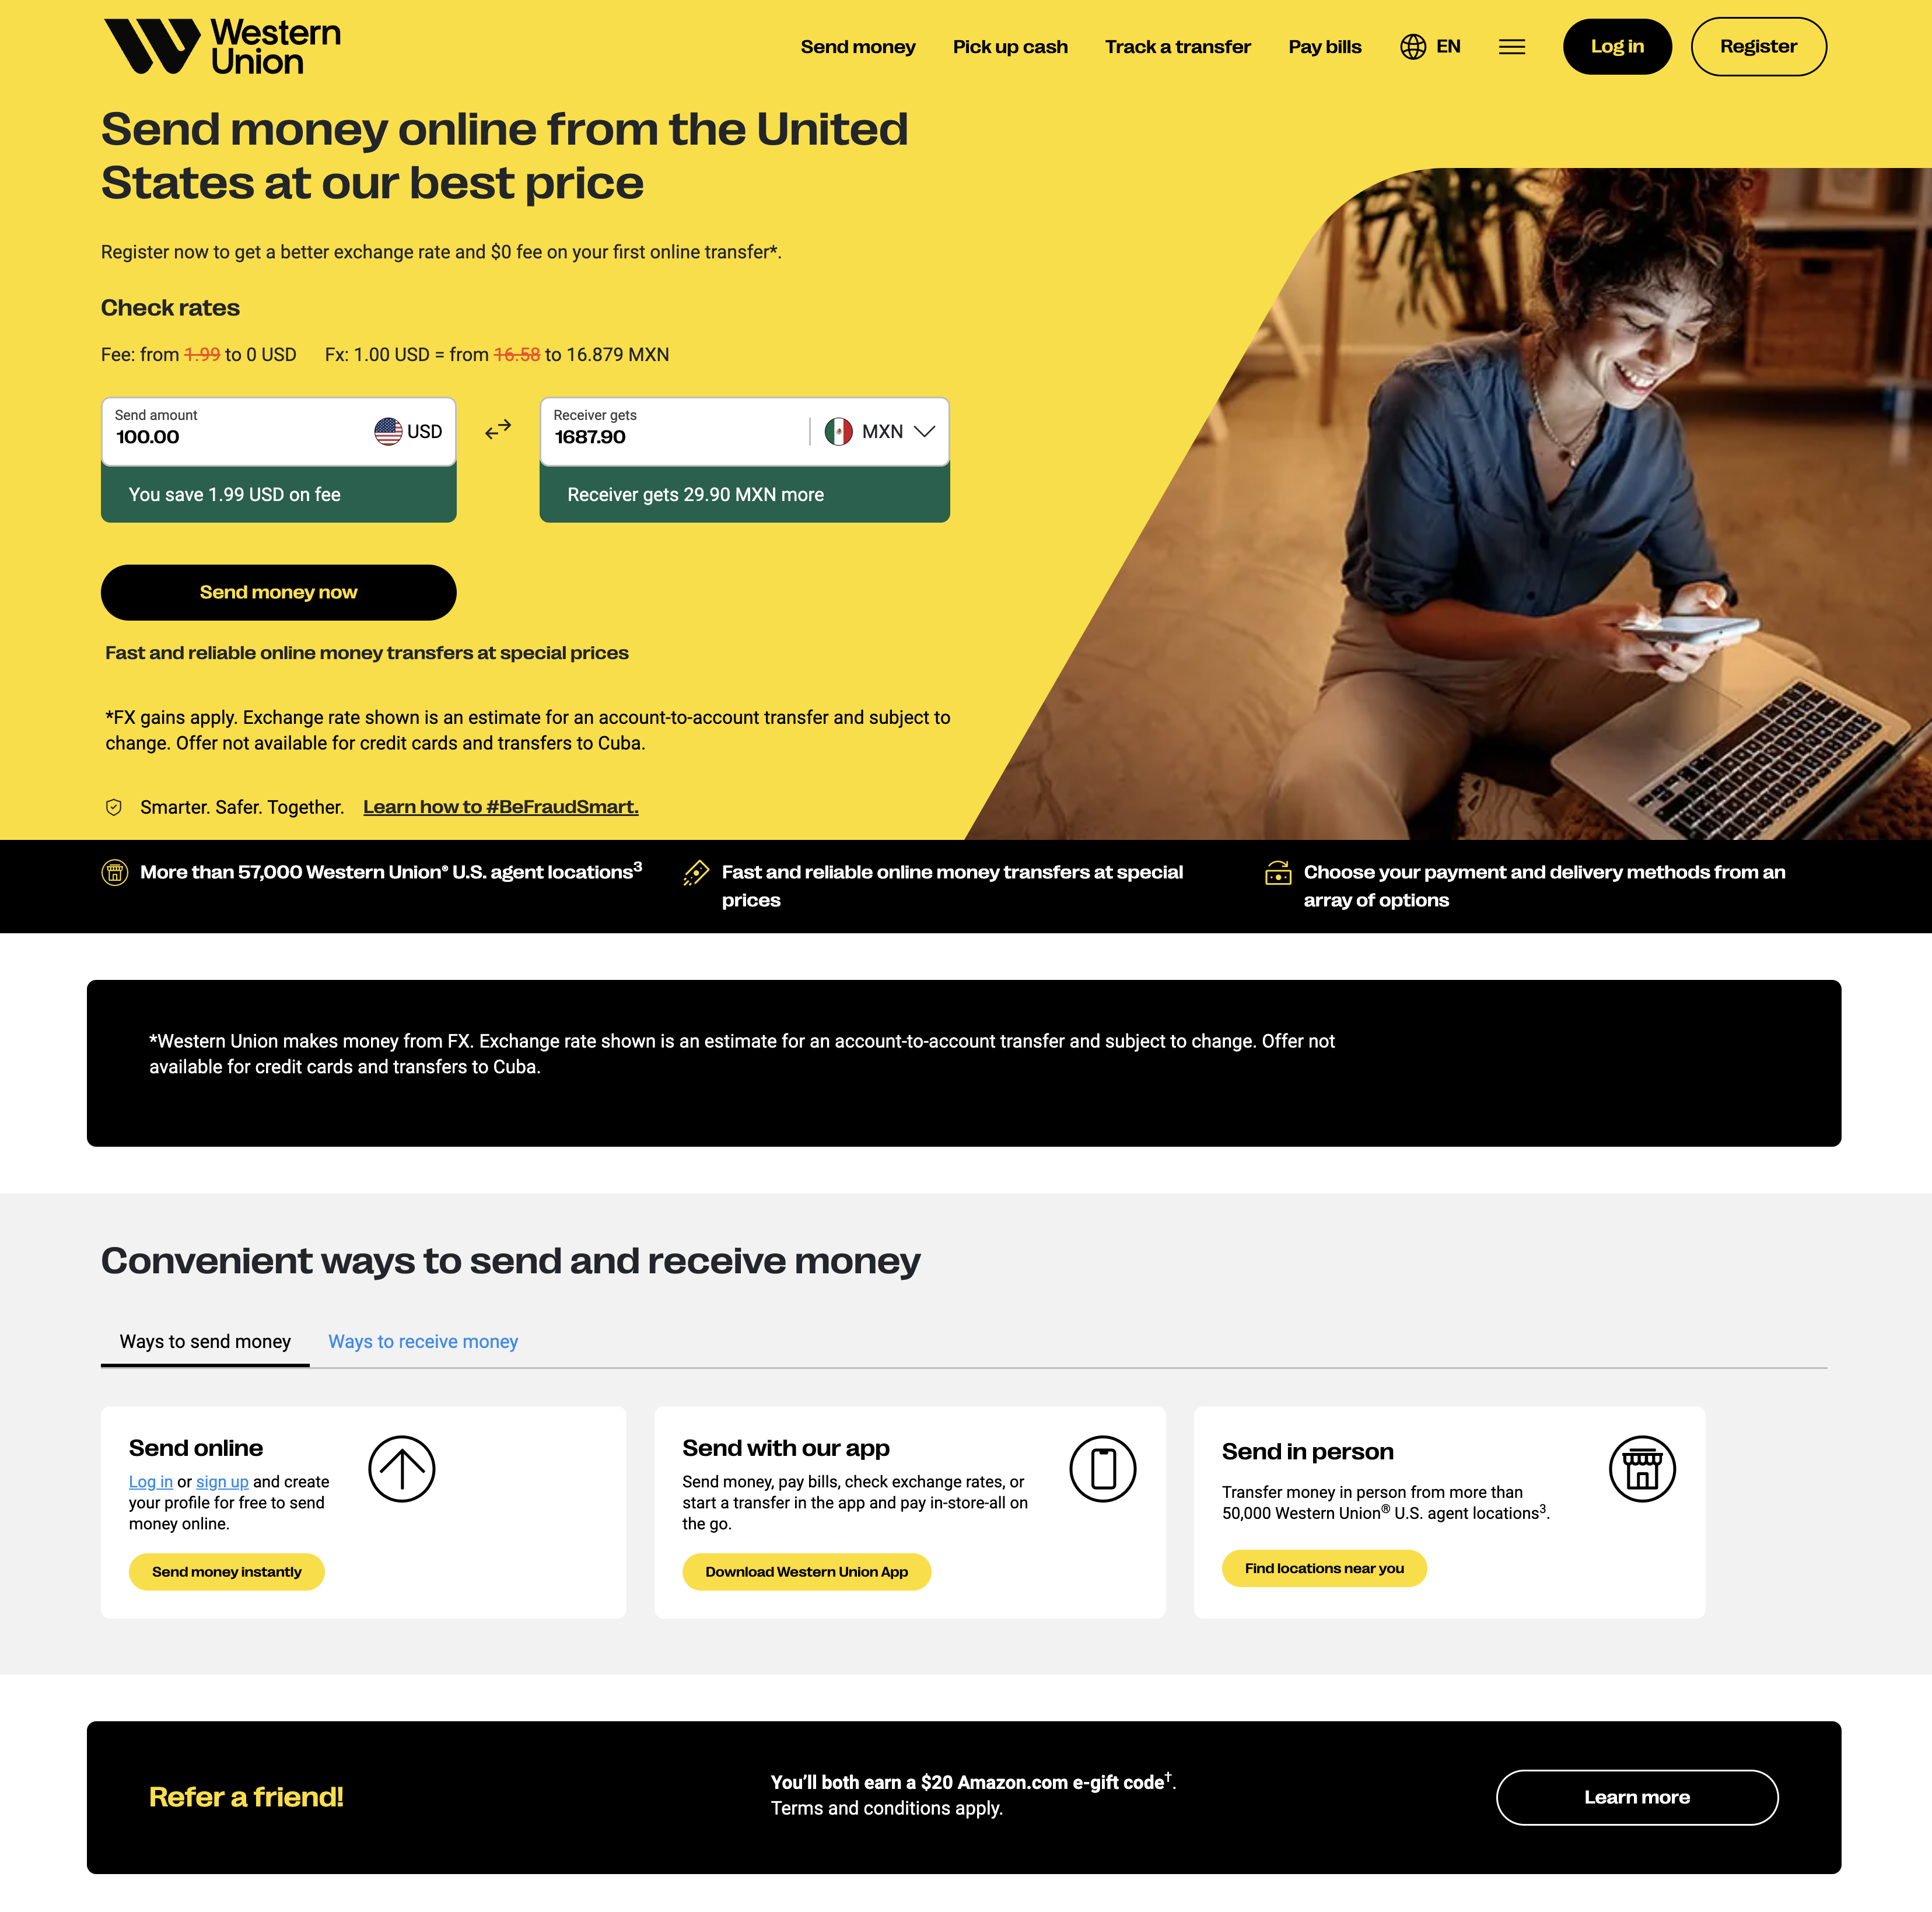 Western
Union
Send money
Pick up cash
Track a transfer
Pay bills
EN
Log in
Register
Send money online from the United
States at our best price
Register now to get a better exchange rate and $0 fee on your first online transfer*.
Check rates
Fee: from 1.99 to 0 USD Fx: 1.00 USD = from 16.58 to 16.879 MXN
Send amount
100.00
USD
Receiver gets
1687.90
MXN
You save 1.99 USD on fee
Receiver gets 29.90 MXN more
Send money now
Fast and reliable online money transfers at special prices
*FX gains apply. Exchange rate shown is an estimate for an account-to-account transfer and subject to
change. Offer not available for credit cards and transfers to Cuba.
Smarter. Safer. Together. Learn how to #BeFraudSmart.
More than 57,000 Western Union® U.S. agent locations³
Fast and reliable online money transfers at special
prices
Choose your payment and delivery methods from an
array of options
*Western Union makes money from FX. Exchange rate shown is an estimate for an account-to-account transfer and subject to change. Offer not
available for credit cards and transfers to Cuba.
Convenient ways to send and receive money
Ways to send money
Ways to receive money
Send online
Log in or sign up and create
your profile for free to send
money online.
Send money instantly
Send with our app
Send money, pay bills, check exchange rates, or
start a transfer in the app and pay in-store-all on
the go.
Download Western Union App
Send in person
Transfer money in person from more than
50,000 Western Union® U.S. agent locations³.
Find locations near you
Refer a friend!
You’ll both earn a $20 Amazon.com e-gift code†.
Terms and conditions apply.
Learn more